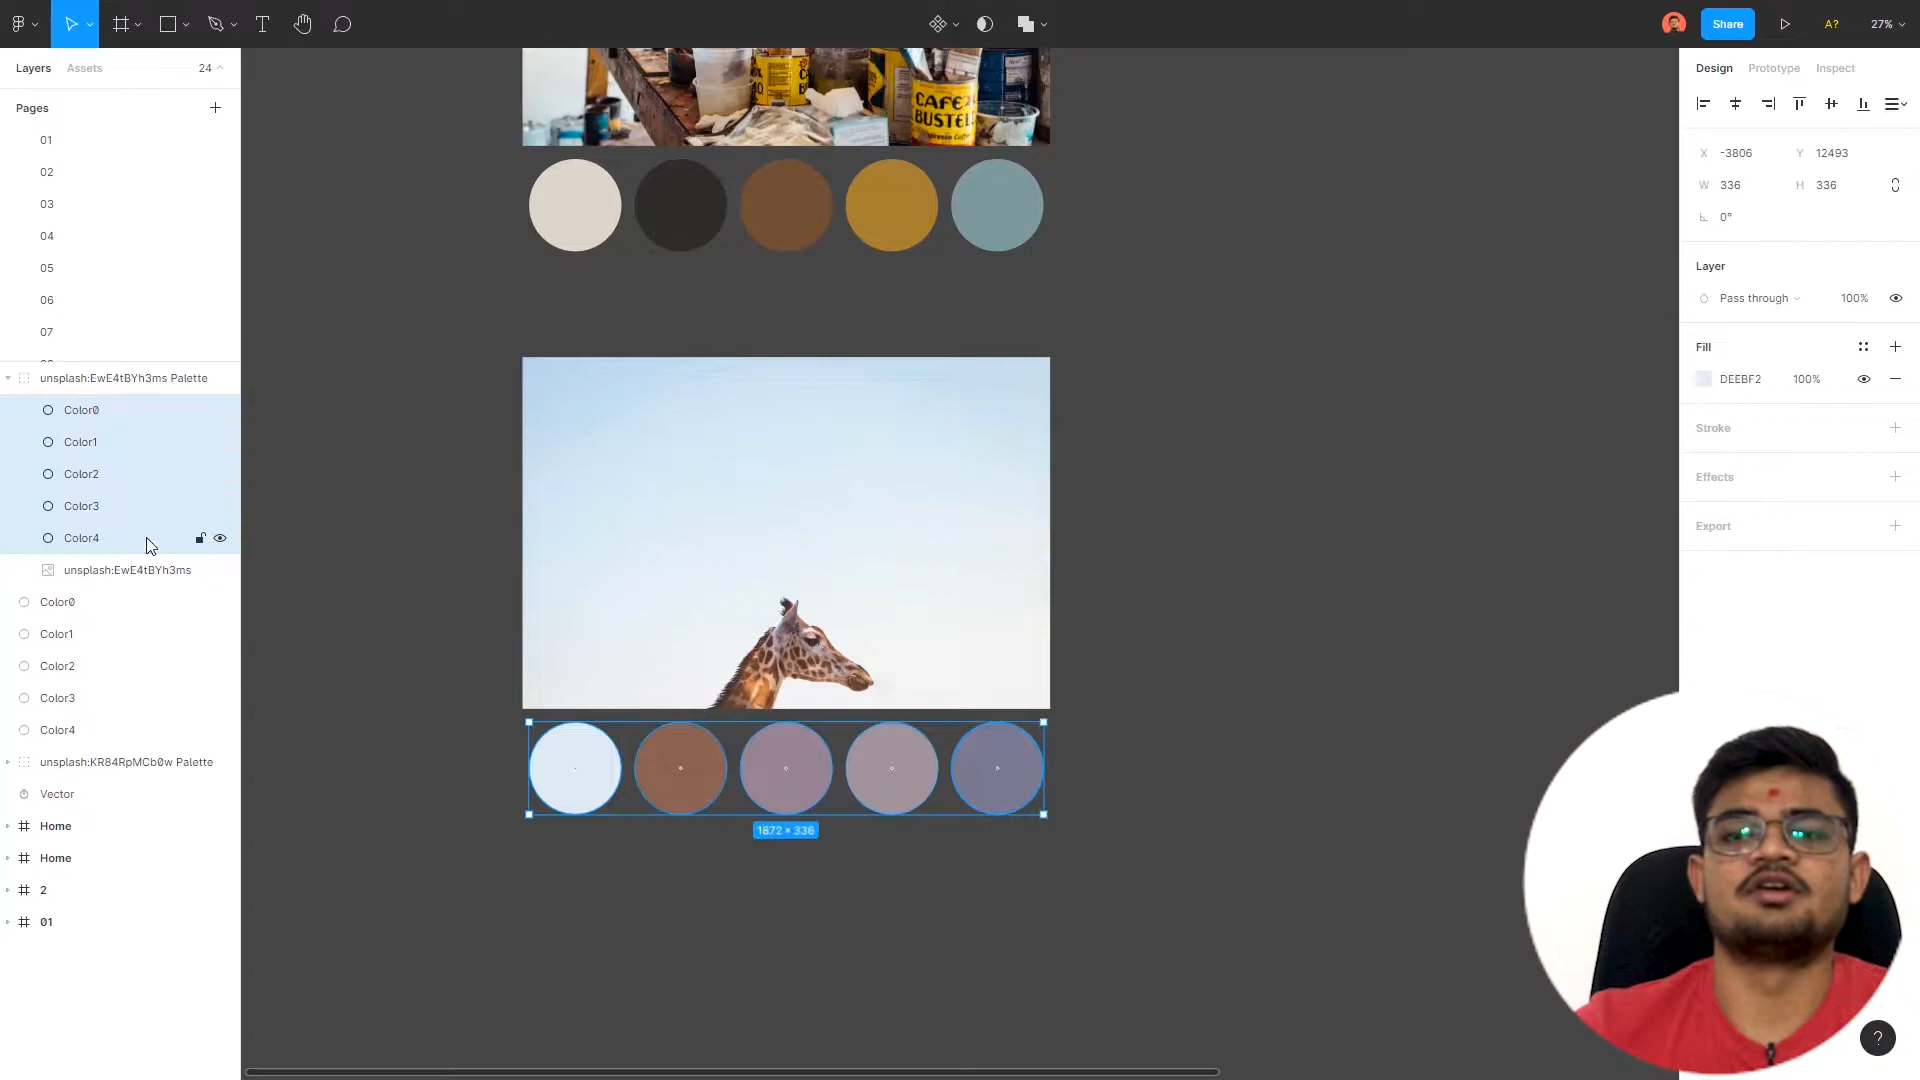 Share
A?
27%
Layers
Assets
24
Pages
01
02
03
04
05
06
07
unsplash:EwE4tBYh3ms Palette
Color0
Color1
Color2
Color3
Color4
unsplash:EwE4tBYh3ms
Color0
Color1
Color2
Color3
Color4
unsplash:KR84RpMCb0w Palette
Vector
Home
Home
2
01
CAFE
BUSTEL
1872 × 336
Design
Prototype
Inspect
X -3806
Y 12493
W 336
H 336
0°
Layer
Pass through
100%
Fill
DEEBF2
100%
Stroke
Effects
Export
?